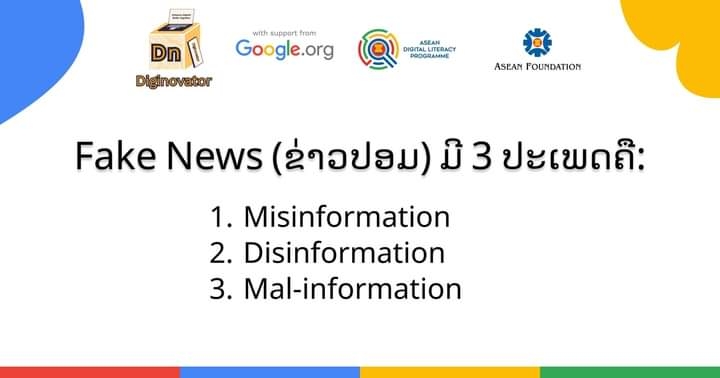 with support from
Google.org
ASEAN
DIGITAL LITERACY
PROGRAMME
ASEAN FOUNDATION
Dn
Diginovator
Fake News (ຂ່າວປອມ) ມີ 3 ປະເພດຄື:
1. Misinformation
2. Disinformation
3. Mal-information